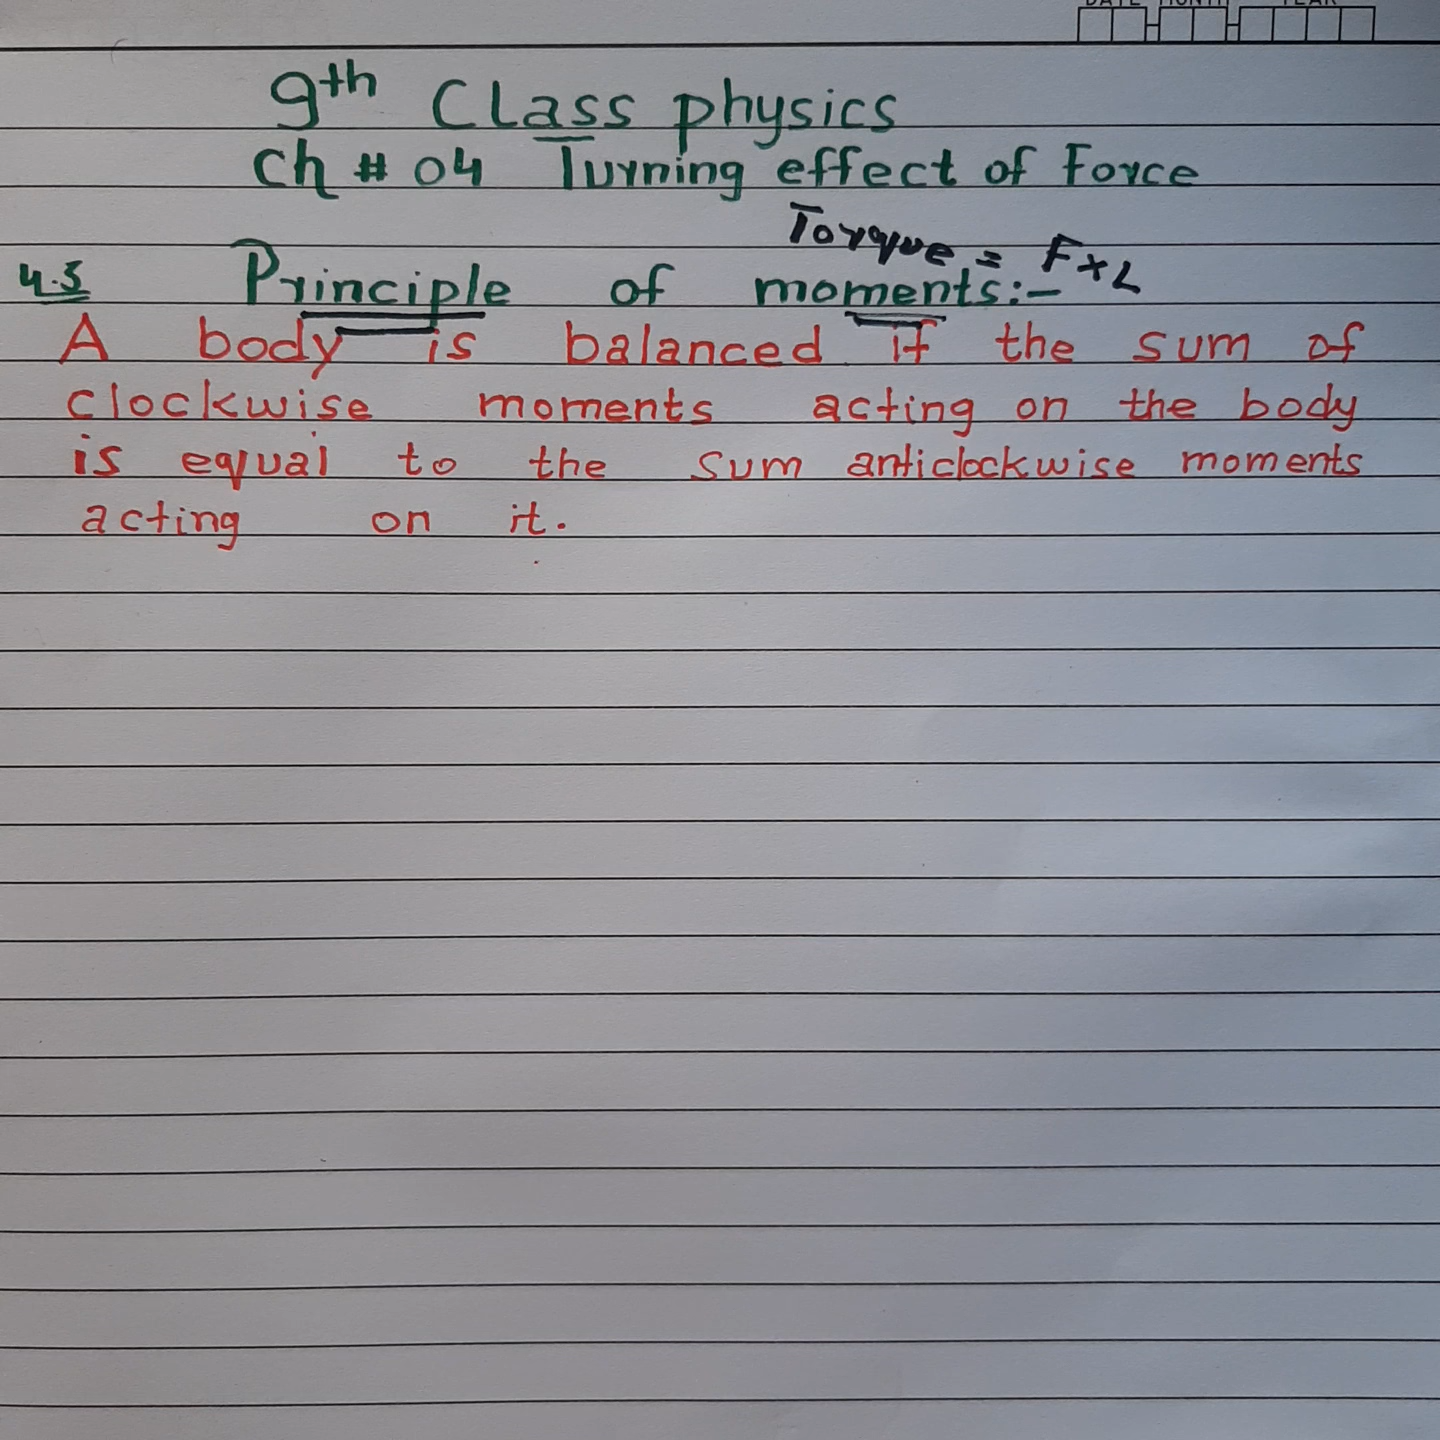 9th Class physics
Ch # 04 Turning effect of Force
Torque = F×L
4.5 Principle of moments:-
A body is balanced if the sum of
clockwise moments acting on the body
is equal to the sum anticlockwise moments
acting on it.